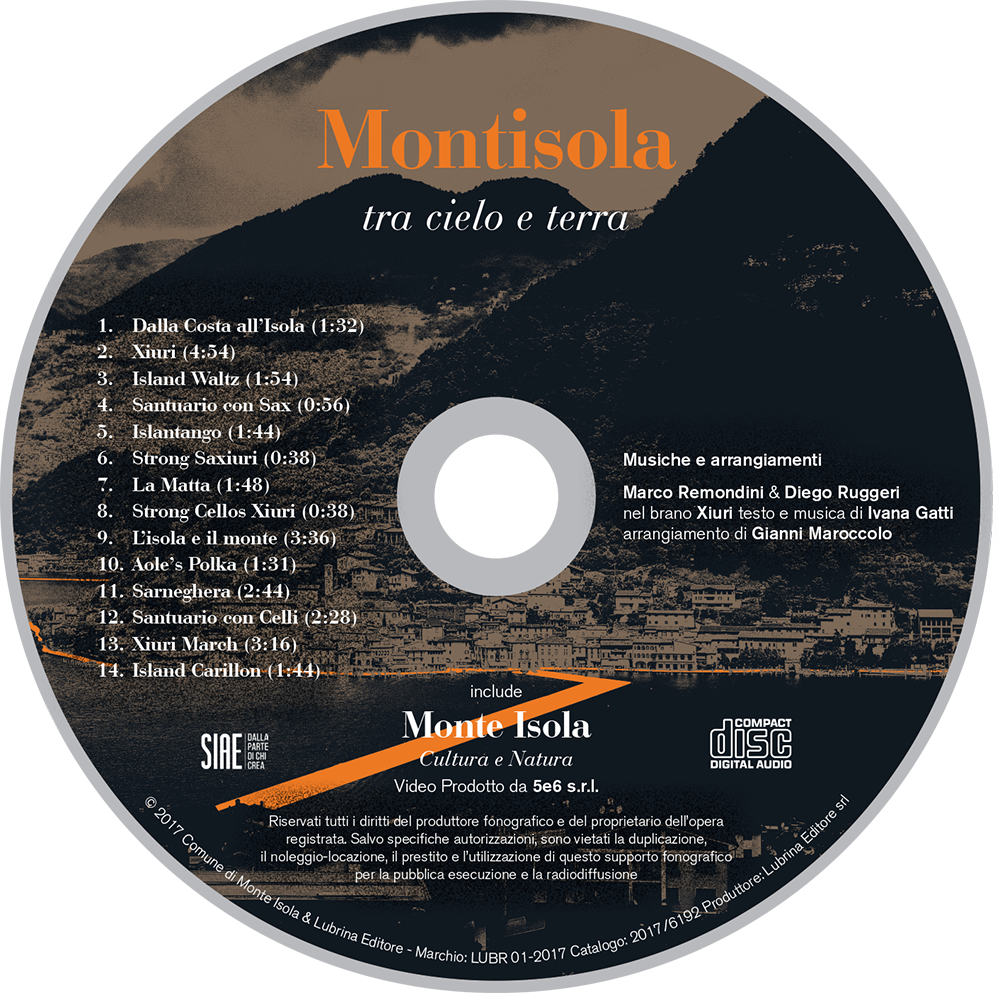 Montisola
tra cielo e terra
1. Dalla Costa all'Isola (1:32)
2. Xiuri (4:54)
3. Island Waltz (1:54)
4. Santuario con Sax (0:56)
5. Islantango (1:44)
6. Strong Saxiuri (0:38)
7. La Matta (1:48)
8. Strong Cellos Xiuri (0:38)
9. L'isola e il monte (3:36)
10. Aole's Polka (1:31)
11. Sarneghera (2:44)
12. Santuario con Celli (2:28)
13. Xiuri March (3:16)
14. Island Carillon (1:44)
Musiche e arrangiamenti
Marco Remondini & Diego Ruggeri
nel brano Xiuri testo e musica di Ivana Gatti
arrangiamento di Gianni Maroccolo
include
Monte Isola
Cultura e Natura
Video Prodotto da 5e6 s.r.l.
SIAE
DALLA
PARTE
DI CHI
CREA
COMPACT
disc
DIGITAL AUDIO
Riservati tutti i diritti del produttore fonografico e del proprietario dell'opera
registrata. Salvo specifiche autorizzazioni, sono vietati la duplicazione,
il noleggio-locazione, il prestito e l'utilizzazione di questo supporto fonografico
per la pubblica esecuzione e la radiodiffusione
© 2017 Comune di Monte Isola & Lubrina Editore - Marchio: LUBR 01-2017 Catalogo: 2017/6192 Produttore: Lubrina Editore srl